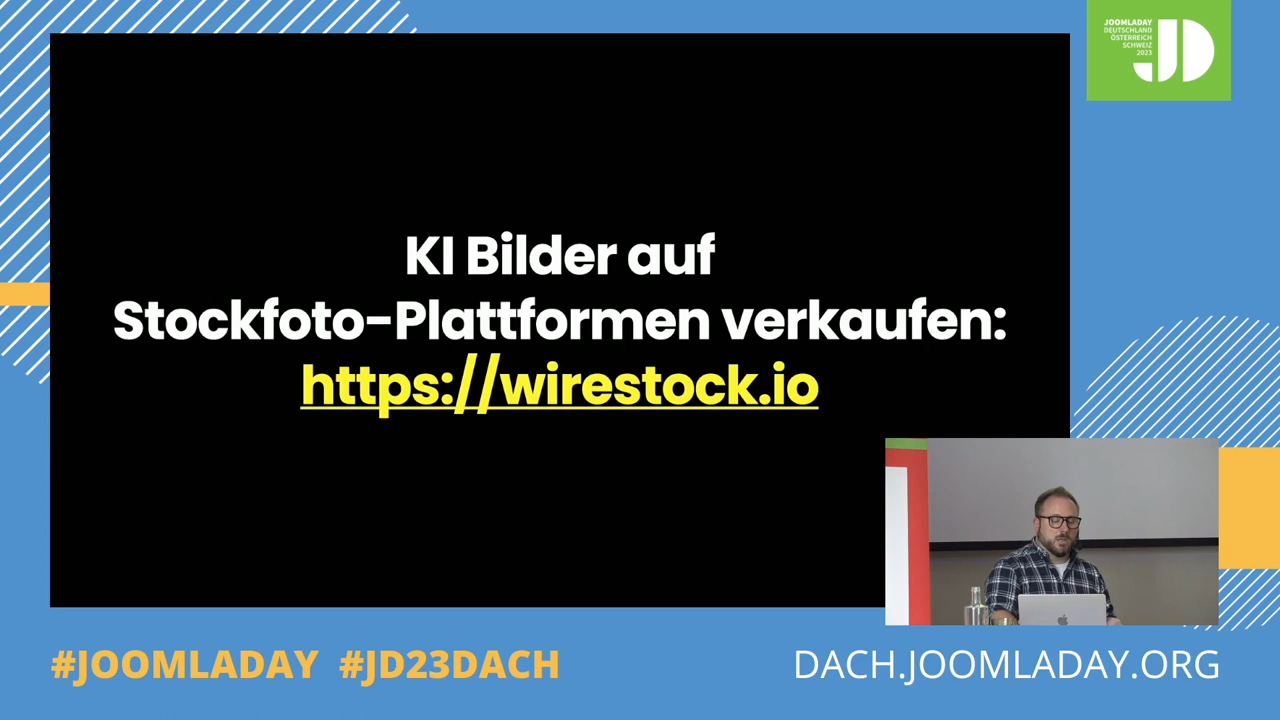 JOOMLADAY
DEUTSCHLAND
ÖSTERREICH
SCHWEIZ
2023
JD
KI Bilder auf
Stockfoto-Plattformen verkaufen:
https://wirestock.io
#JOOMLADAY #JD23DACH
DACH.JOOMLADAY.ORG